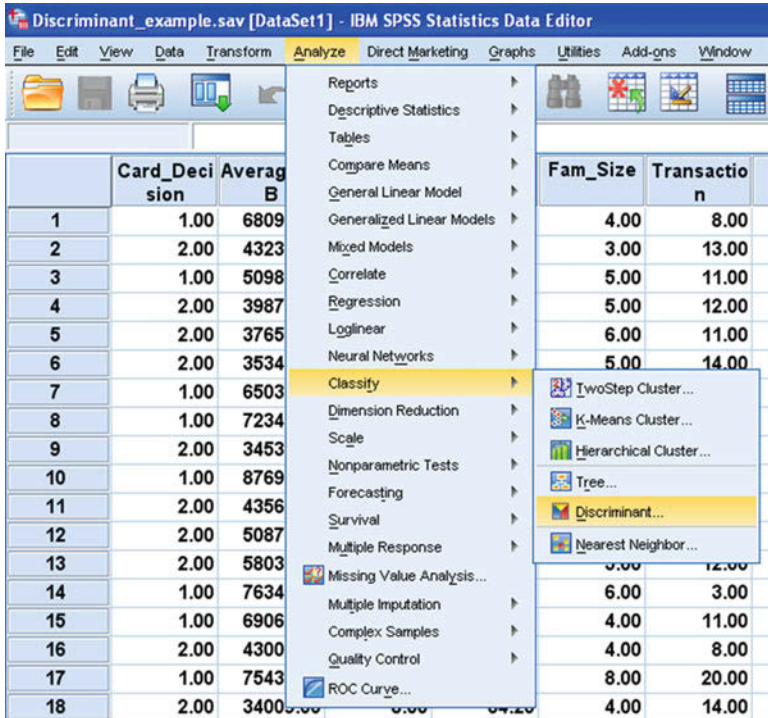 Discriminant_example.sav [DataSet1] - IBM SPSS Statistics Data Editor
File Edit View Data Transform Analyze Direct Marketing Graphs Utilities Add-ons Window
Reports
Descriptive Statistics
Tables
Compare Means
General Linear Model
Generalized Linear Models
Mixed Models
Correlate
Regression
Loglinear
Neural Networks
Classify
Dimension Reduction
Scale
Nonparametric Tests
Forecasting
Survival
Multiple Response
Missing Value Analysis...
Multiple Imputation
Complex Samples
Quality Control
ROC Curve...
TwoStep Cluster...
K-Means Cluster...
Hierarchical Cluster...
Tree...
Discriminant...
Nearest Neighbor...
Card_Deci Averag Fam_Size Transactio
sion B n
1 1.00 6809 4.00 8.00
2 2.00 4323 3.00 13.00
3 1.00 5098 5.00 11.00
4 2.00 3987 5.00 12.00
5 2.00 3765 6.00 11.00
6 2.00 3534 5.00 14.00
7 1.00 6503
8 1.00 7234
9 2.00 3453
10 1.00 8769
11 2.00 4356
12 2.00 5087
13 2.00 5803
14 1.00 7634 6.00 3.00
15 1.00 6906 4.00 11.00
16 2.00 4300 4.00 8.00
17 1.00 7543 8.00 20.00
18 2.00 4.00 14.00